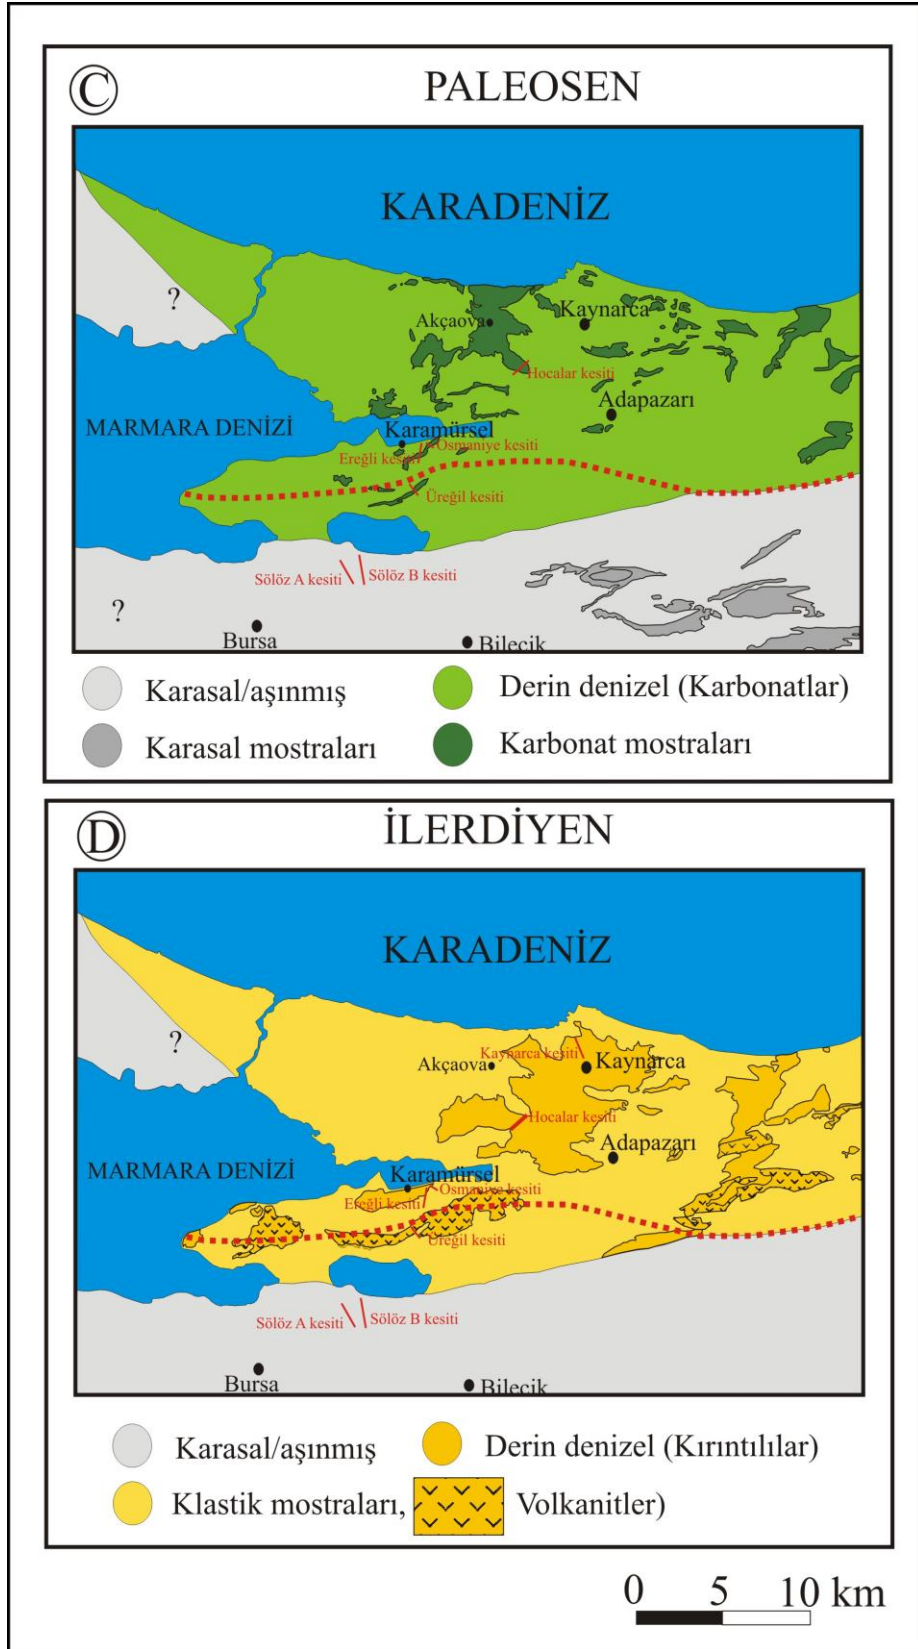 C
PALEOSEN
KARADENİZ
?
Akçaova
Kaynarca
Hocalar kesiti
Adapazarı
MARMARA DENİZİ
Karamürsel
Osmaniye kesiti
Ereğli kesiti
Üreğil kesiti
Sölöz A kesiti
Sölöz B kesiti
?
Bursa
Bilecik
Karasal/aşınmış
Derin denizel (Karbonatlar)
Karasal mostraları
Karbonat mostraları
D
İLERDİYEN
KARADENİZ
?
Kaynarca kesiti
Akçaova
Kaynarca
Hocalar kesiti
Adapazarı
MARMARA DENİZİ
Karamürsel
Osmaniye kesiti
Ereğli kesiti
Üreğil kesiti
Sölöz A kesiti
Sölöz B kesiti
Bursa
Bilecik
Karasal/aşınmış
Derin denizel (Kırıntılılar)
Klastik mostraları,
Volkanitler)
0 5 10 km